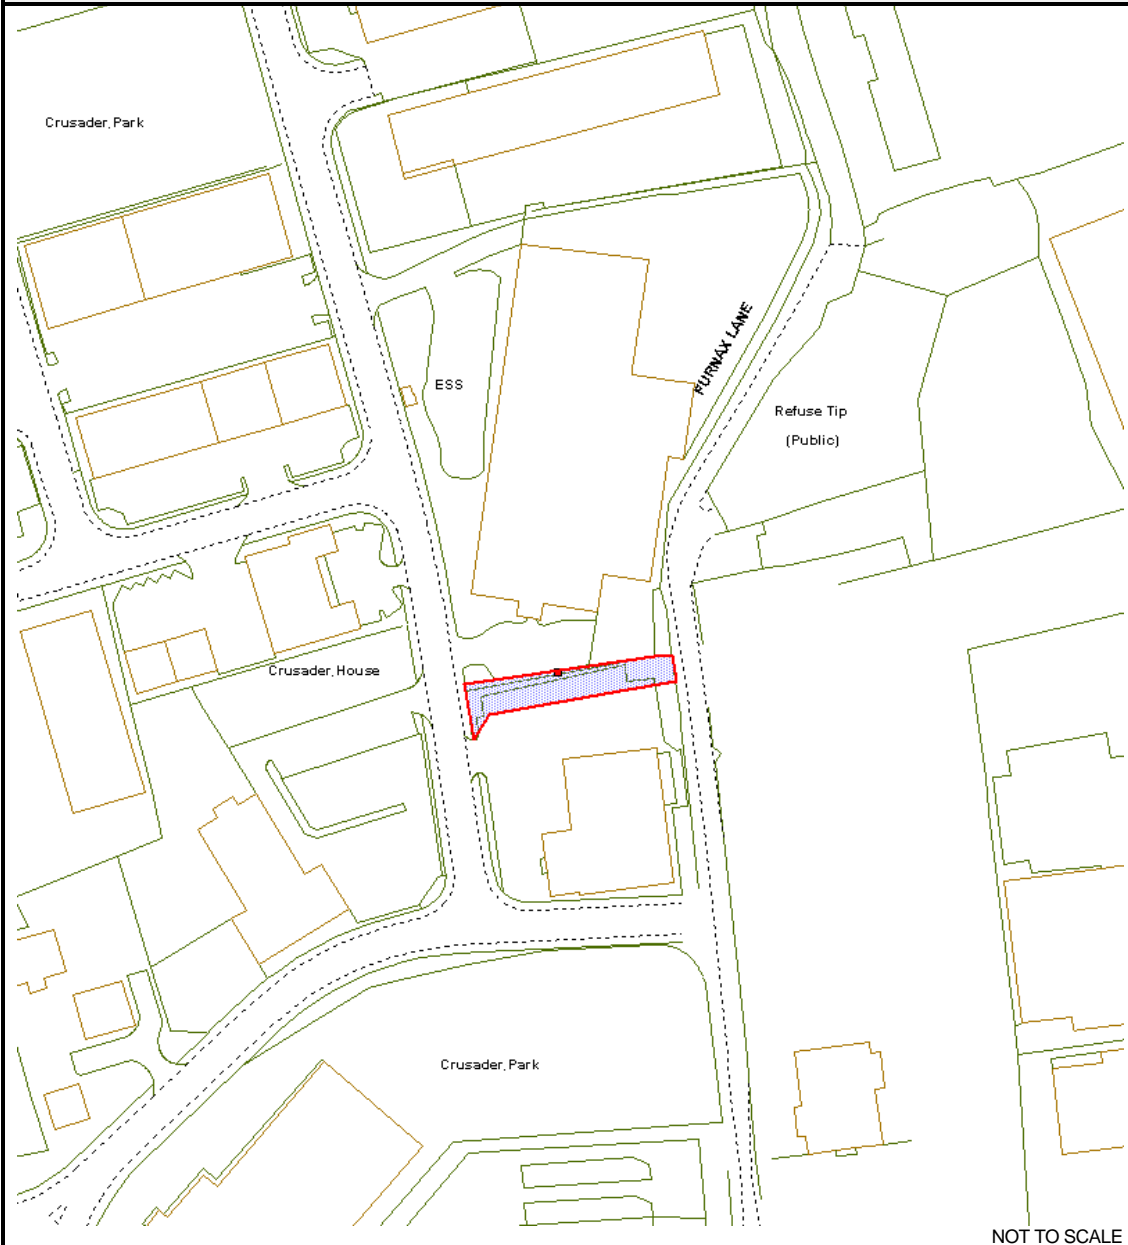 Crusader, Park
ESS
FURNAX LANE
Refuse Tip
(Public)
Crusader, House
Crusader, Park
NOT TO SCALE